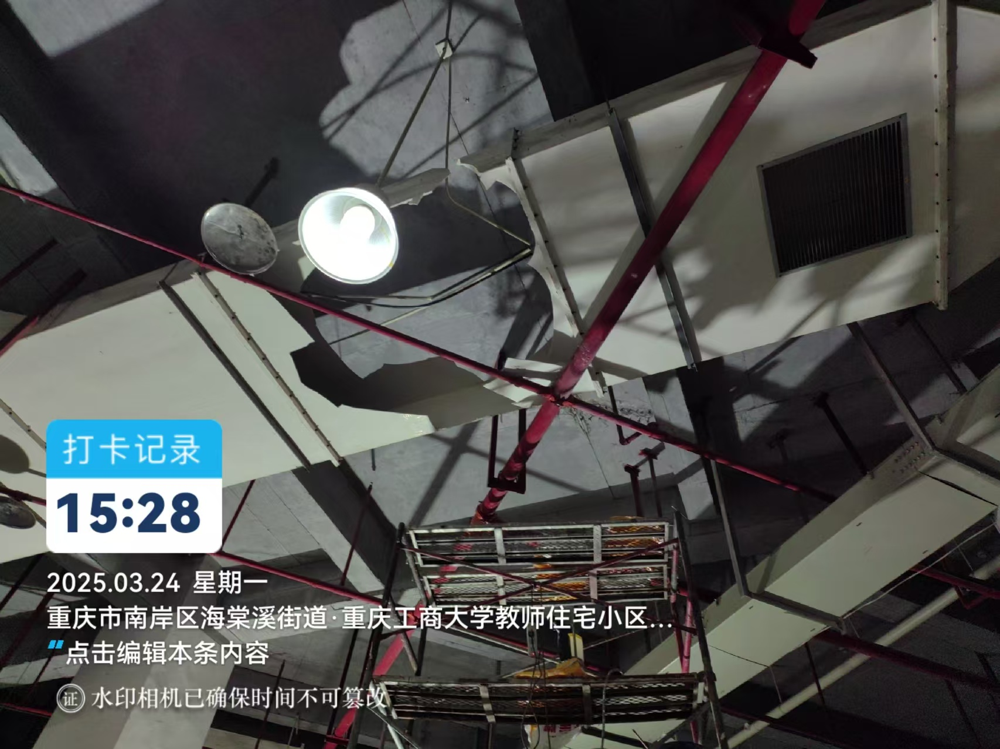 打卡记录
15:28
2025.03.24 星期一
重庆市南岸区海棠溪街道·重庆工商大学教师住宅小区...
点击编辑本条内容
证 水印相机已确保时间不可篡改